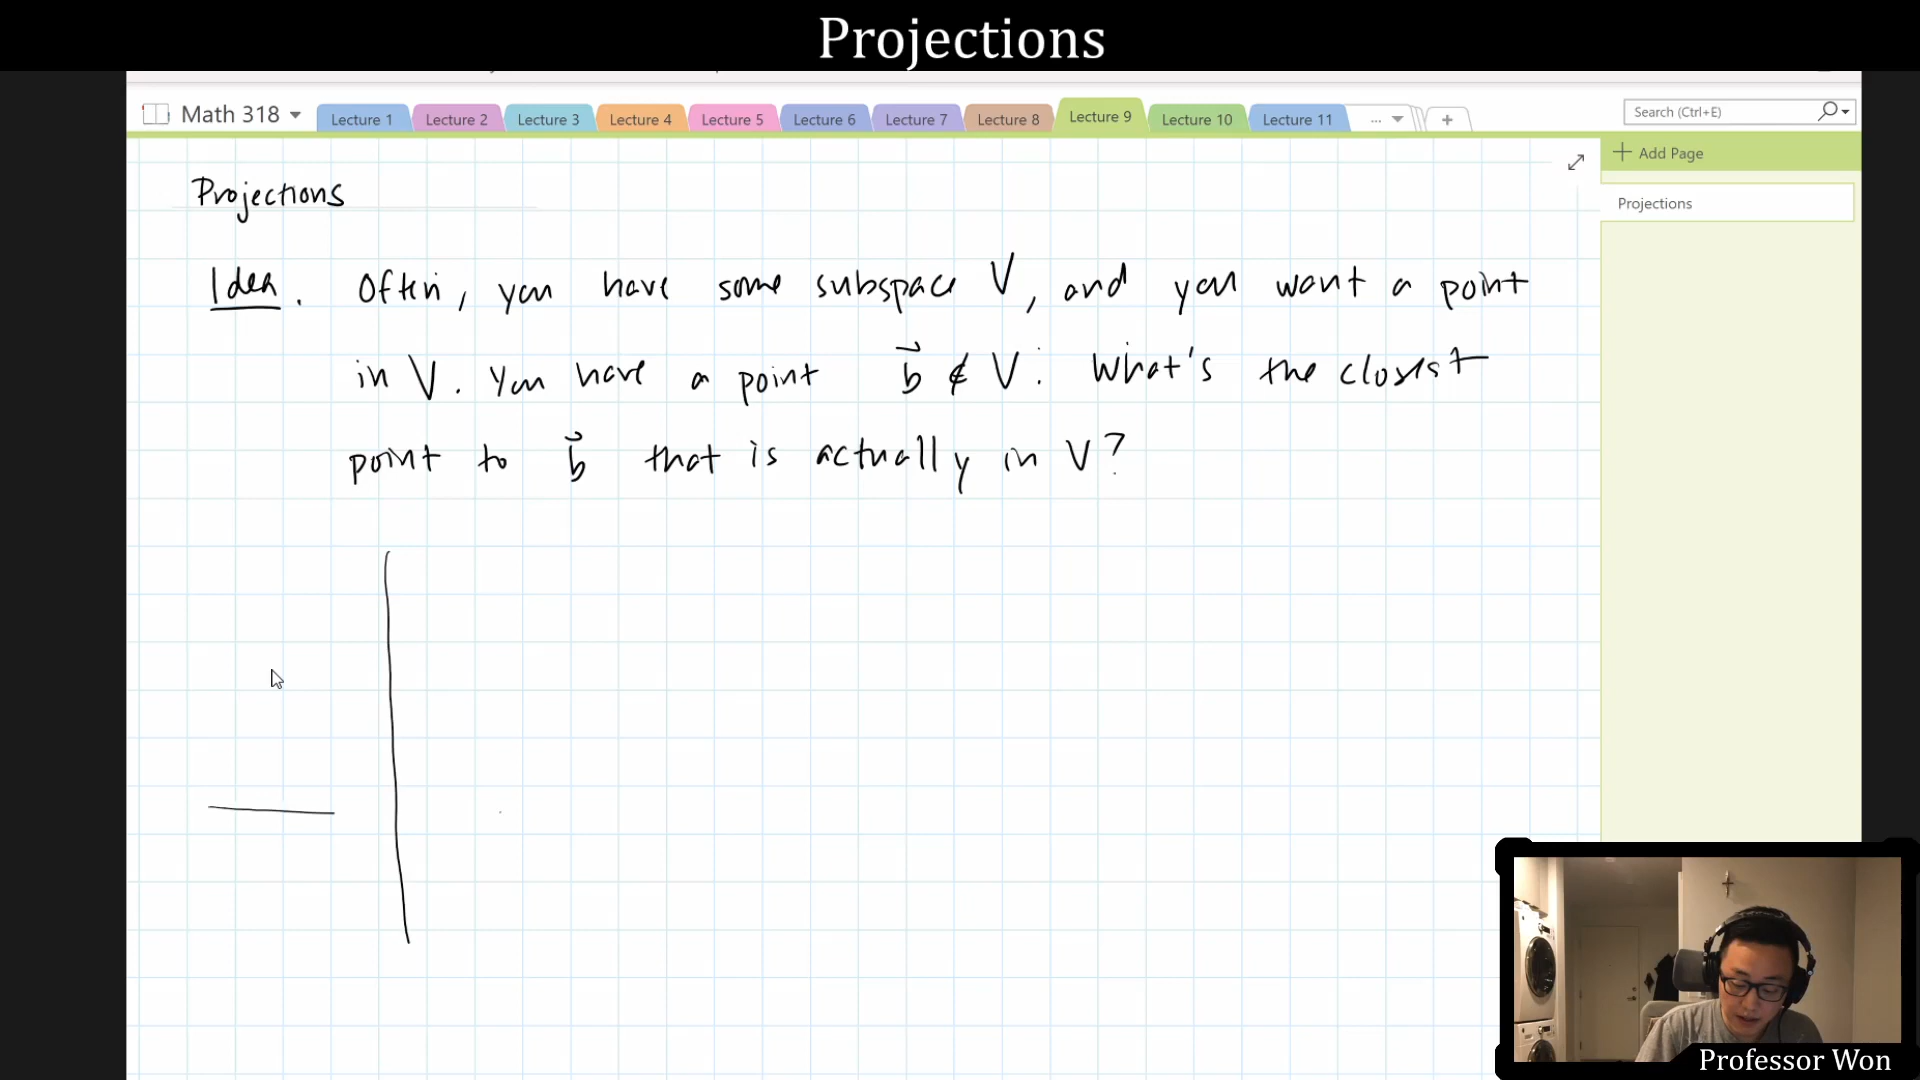 Projections
Math 318
Lecture 1
Lecture 2
Lecture 3
Lecture 4
Lecture 5
Lecture 6
Lecture 7
Lecture 8
Lecture 9
Lecture 10
Lecture 11
...
+
Search (Ctrl+E)
+ Add Page
Projections
Projections
Idea. Often, you have some subspace V, and you want a point
in V. You have a point b⃗ ∉ V. What's the closest
point to b⃗ that is actually in V?
Professor Won